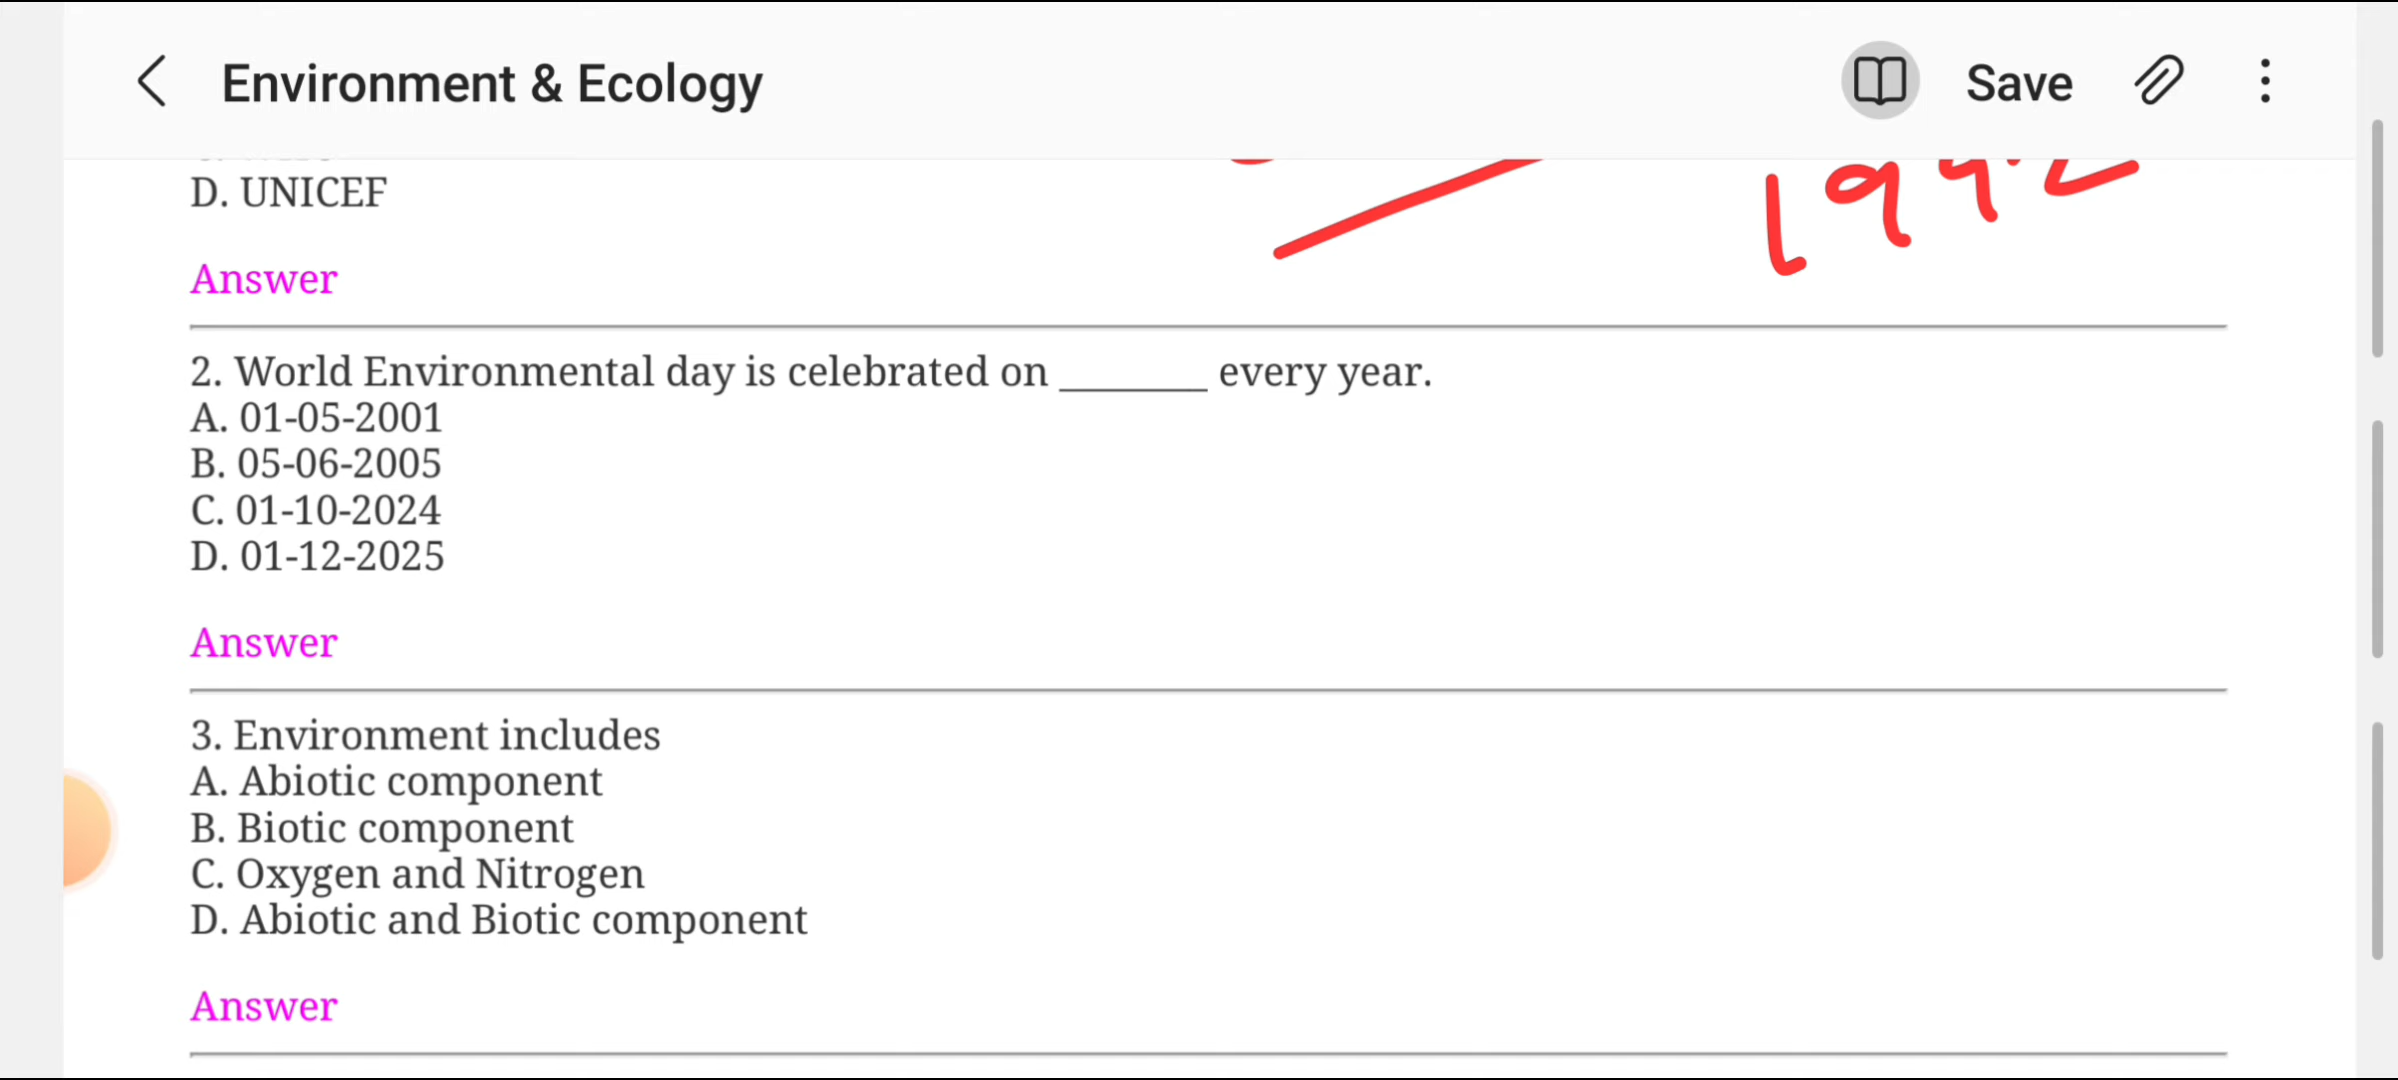 Environment & Ecology
Save
D. UNICEF
Answer
2. World Environmental day is celebrated on _______ every year.
A. 01-05-2001
B. 05-06-2005
C. 01-10-2024
D. 01-12-2025
Answer
3. Environment includes
A. Abiotic component
B. Biotic component
C. Oxygen and Nitrogen
D. Abiotic and Biotic component
Answer